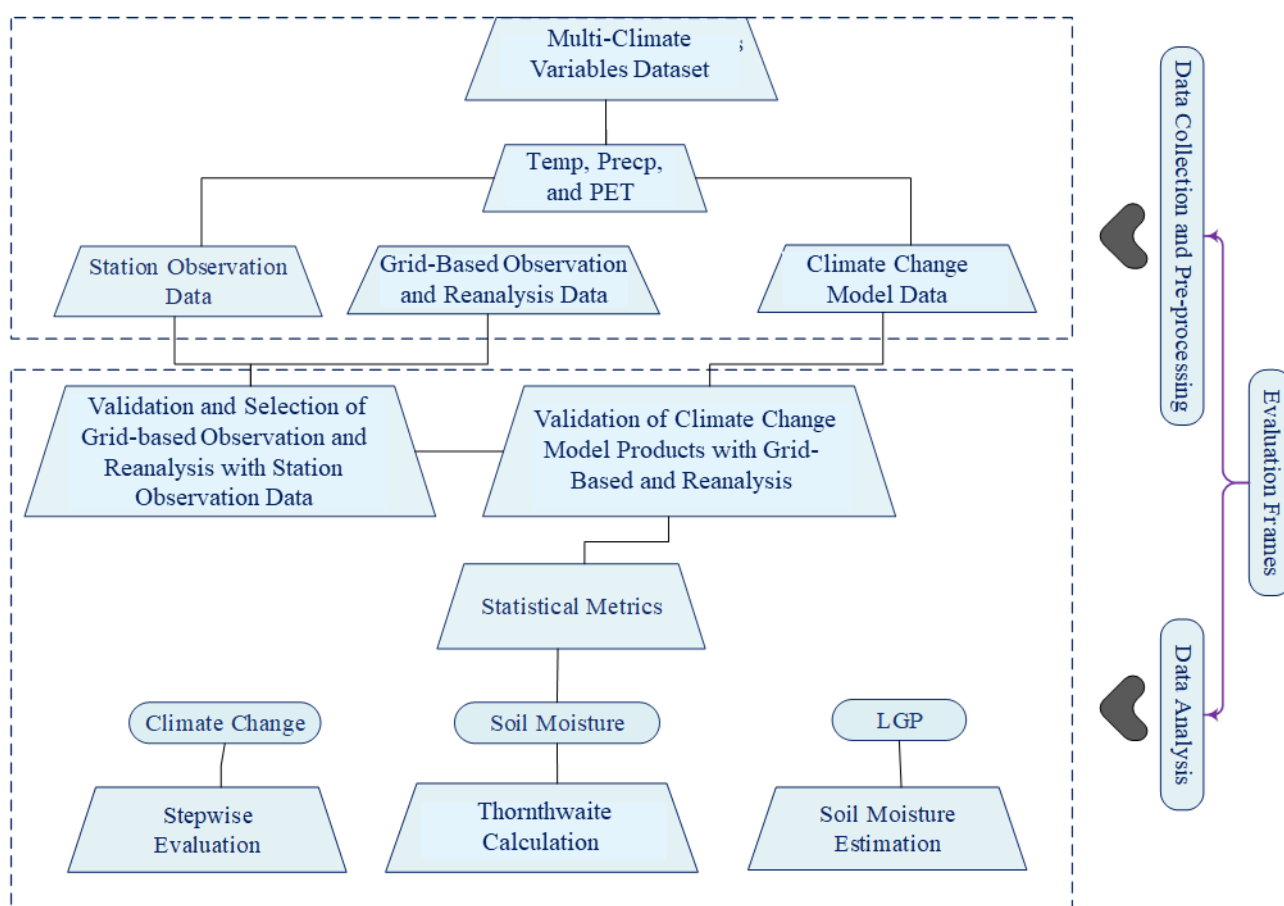 Multi-Climate
s
Variables Dataset
Temp, Precp,
and PET
Station Observation
Data
Grid-Based Observation
and Reanalysis Data
Climate Change
Model Data
Validation and Selection of
Grid-based Observation and
Reanalysis with Station
Observation Data
Validation of Climate Change
Model Products with Grid-
Based and Reanalysis
Statistical Metrics
Climate Change
Soil Moisture
LGP
Stepwise
Evaluation
Thornthwaite
Calculation
Soil Moisture
Estimation
Data Collection and Pre-processing
Data Analysis
Evaluation Frames